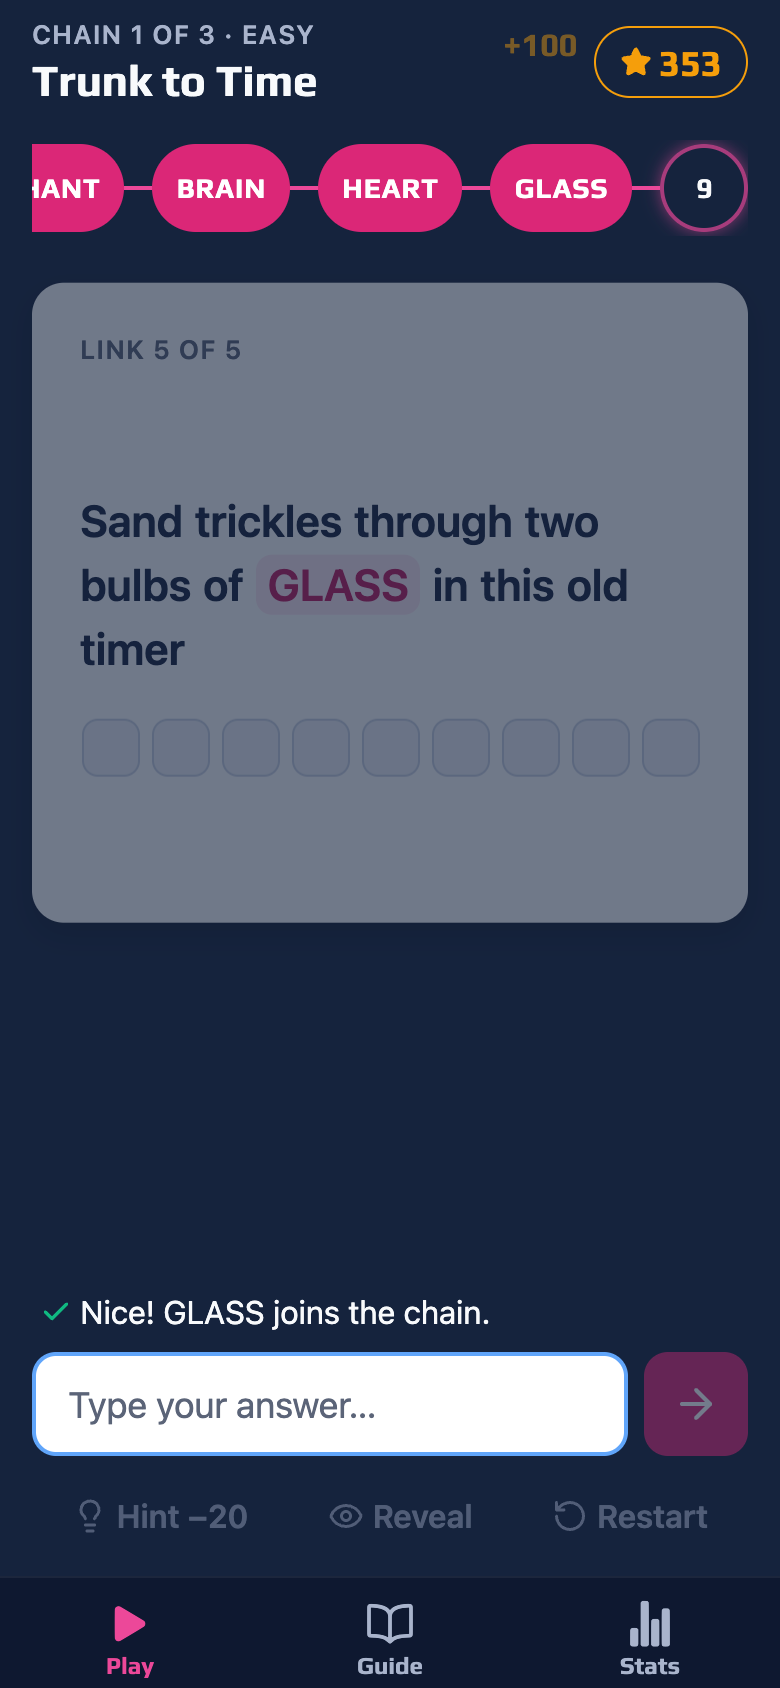 CHAIN 1 OF 3 · EASY
Trunk to Time
+100
353
HANT
BRAIN
HEART
GLASS
9
LINK 5 OF 5
Sand trickles through two
bulbs of GLASS in this old
timer
Nice! GLASS joins the chain.
Type your answer...
Hint −20
Reveal
Restart
Play
Guide
Stats